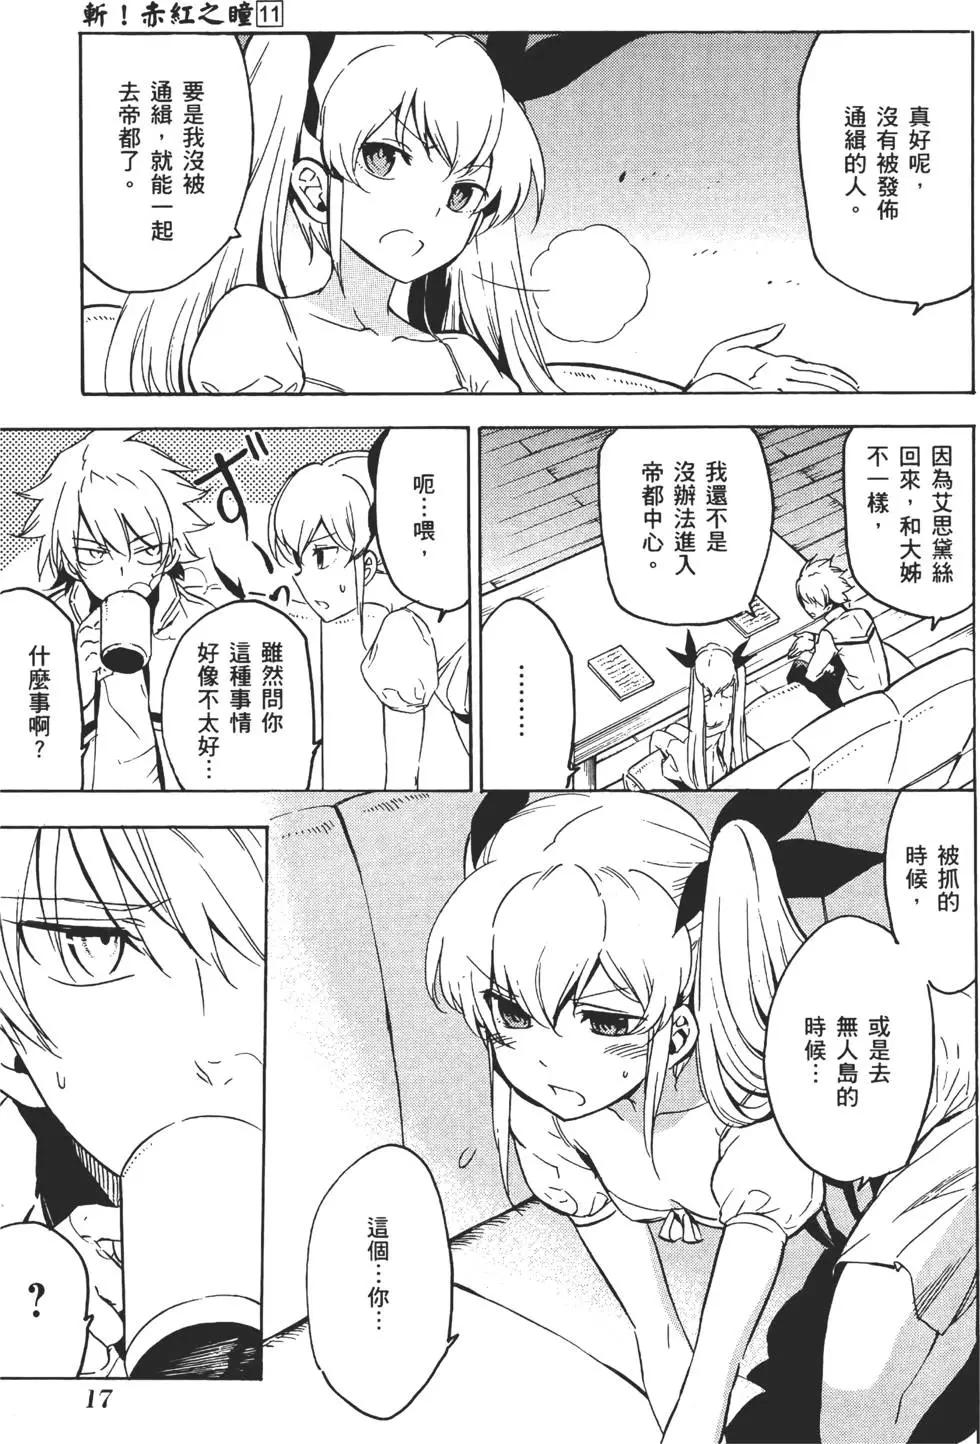 斬！赤紅之瞳11
真好呢，
沒有被發佈
通緝的人。
要是我沒被
通緝，就能一起
去帝都了。
因為艾思黛絲
回來，和大姊
不一樣，
我還不是
沒辦法進入
帝都中心。
………
呃…喂，
雖然問你
這種事情
好像不太好…
ず
什麼事啊？
被抓的
時候，
或是去
無人島的
時候…
這個…你…
？
17